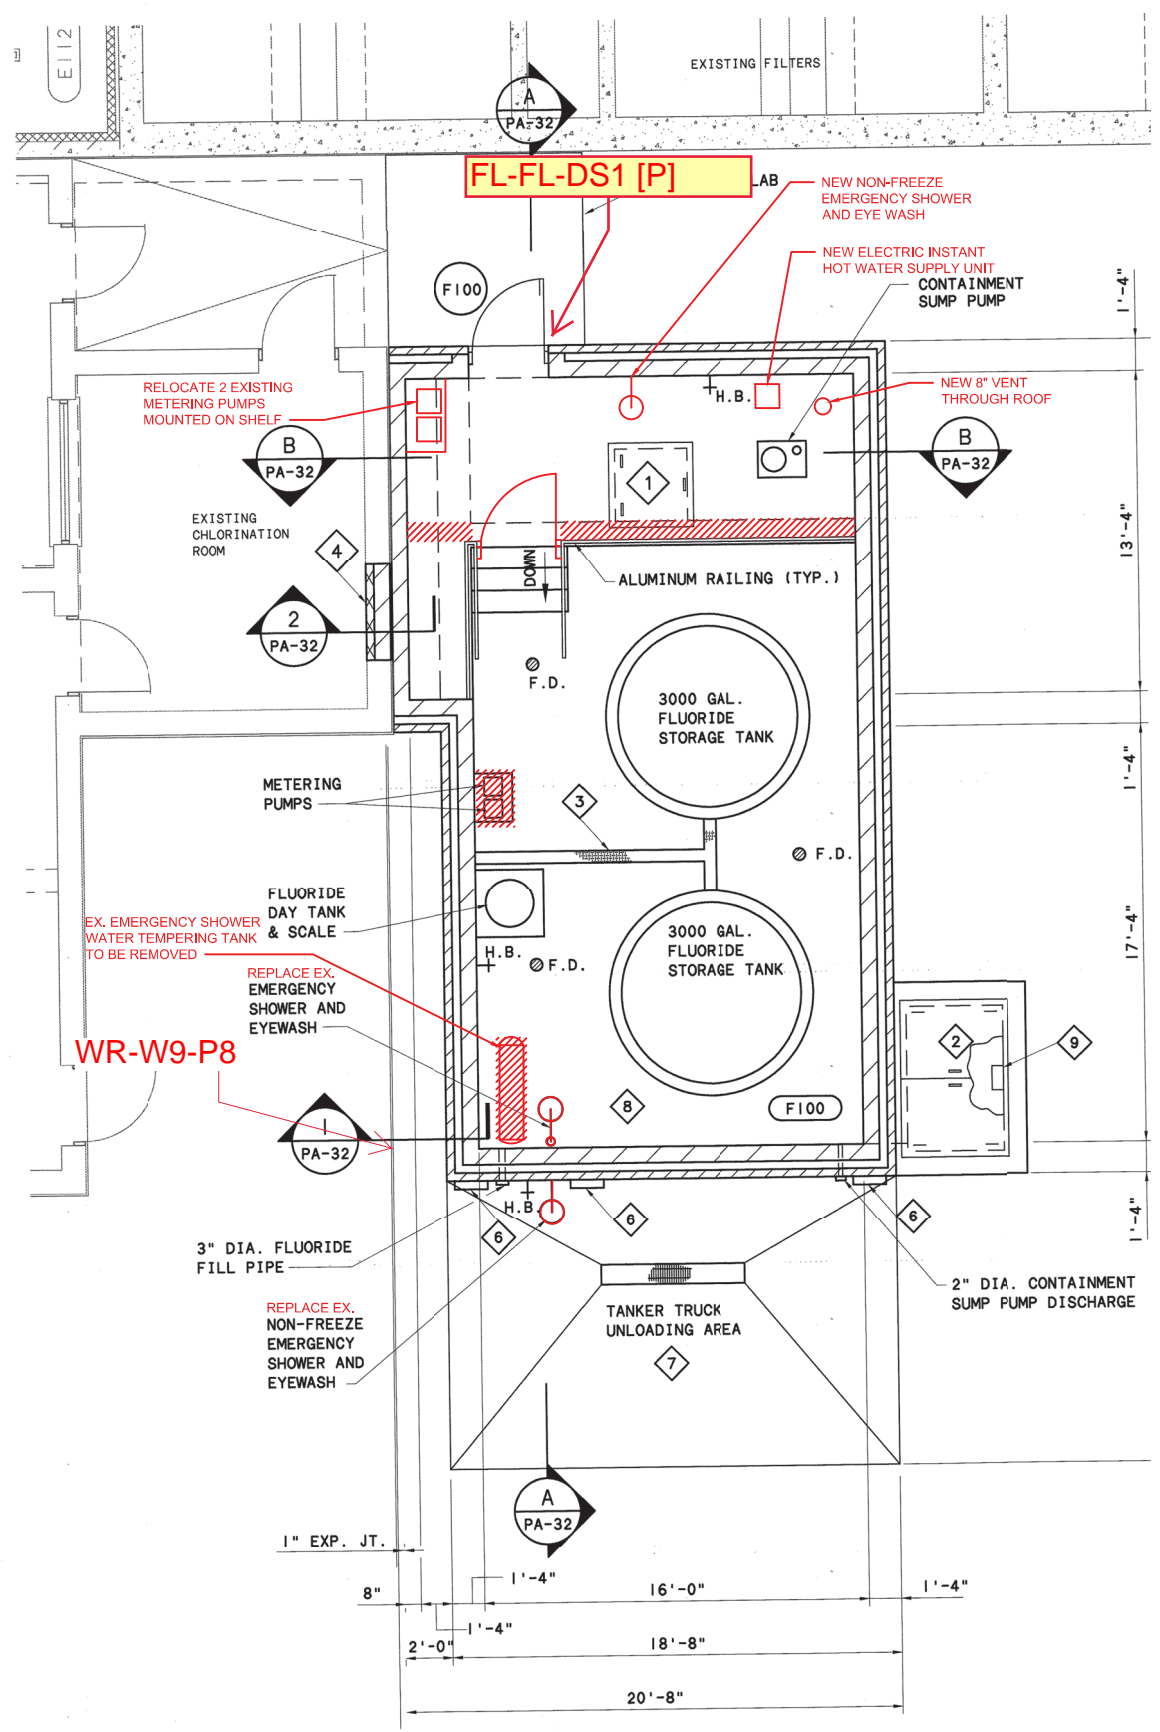 E112
EXISTING FILTERS
A
PA-32
FL-FL-DS1 [P]
LAB
NEW NON-FREEZE
EMERGENCY SHOWER
AND EYE WASH
NEW ELECTRIC INSTANT
HOT WATER SUPPLY UNIT
CONTAINMENT
SUMP PUMP
1'-4"
F100
RELOCATE 2 EXISTING
METERING PUMPS
MOUNTED ON SHELF
H.B.
NEW 8" VENT
THROUGH ROOF
B
PA-32
B
PA-32
1
EXISTING
CHLORINATION
ROOM
4
13'-4"
DOWN
ALUMINUM RAILING (TYP.)
2
PA-32
F.D.
3000 GAL.
FLUORIDE
STORAGE TANK
1'-4"
METERING
PUMPS
3
F.D.
FLUORIDE
DAY TANK
& SCALE
EX. EMERGENCY SHOWER
WATER TEMPERING TANK
TO BE REMOVED
H.B.
F.D.
3000 GAL.
FLUORIDE
STORAGE TANK
17'-4"
REPLACE EX.
EMERGENCY
SHOWER AND
EYEWASH
WR-W9-P8
2
9
8
F100
1
PA-32
H.B.
6
6
6
1'-4"
3" DIA. FLUORIDE
FILL PIPE
2" DIA. CONTAINMENT
SUMP PUMP DISCHARGE
REPLACE EX.
NON-FREEZE
EMERGENCY
SHOWER AND
EYEWASH
TANKER TRUCK
UNLOADING AREA
7
A
PA-32
1" EXP. JT.
8"
1'-4"
16'-0"
1'-4"
1'-4"
2'-0"
18'-8"
20'-8"